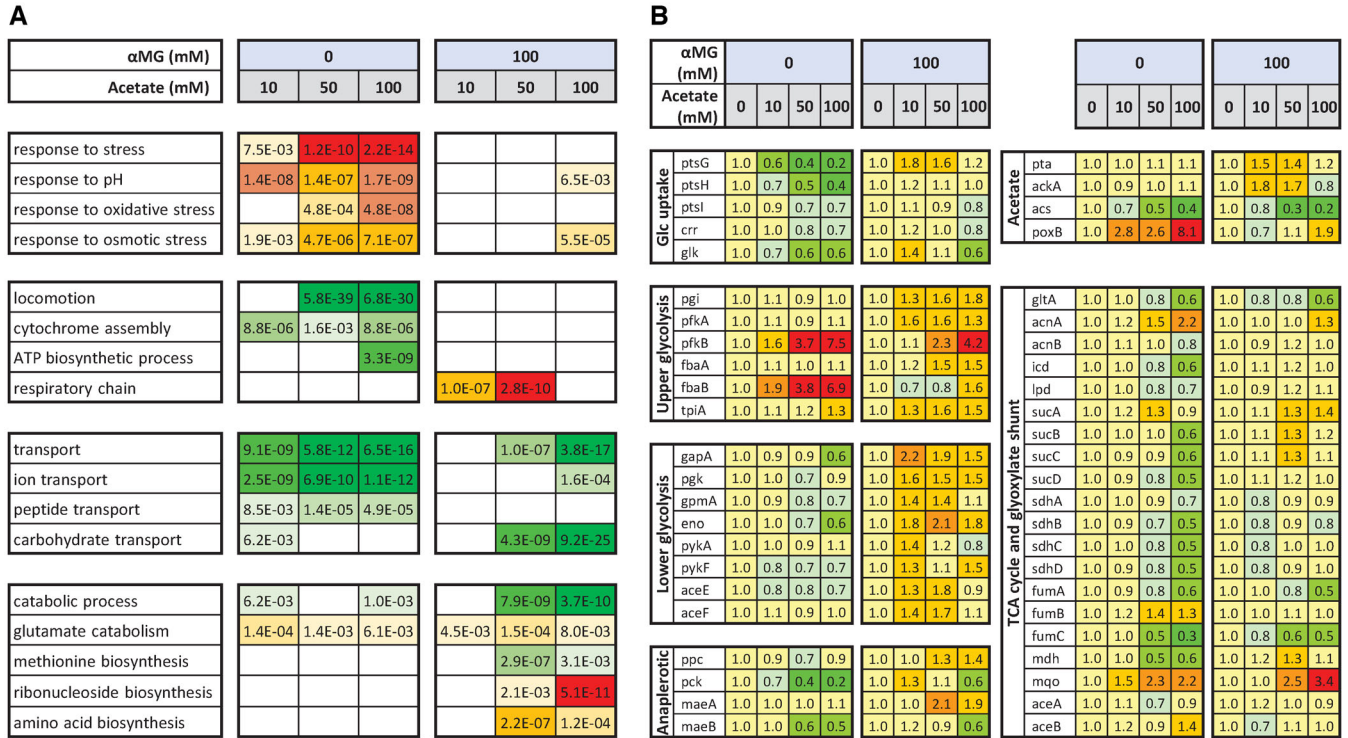 A
αMG (mM) 0 100
Acetate (mM) 10 50 100 10 50 100
response to stress 7.5E-03 1.2E-10 2.2E-14
response to pH 1.4E-08 1.4E-07 1.7E-09 6.5E-03
response to oxidative stress 4.8E-04 4.8E-08
response to osmotic stress 1.9E-03 4.7E-06 7.1E-07 5.5E-05
locomotion 5.8E-39 6.8E-30
cytochrome assembly 8.8E-06 1.6E-03 8.8E-06
ATP biosynthetic process 3.3E-09
respiratory chain 1.0E-07 2.8E-10
transport 9.1E-09 5.8E-12 6.5E-16 1.0E-07 3.8E-17
ion transport 2.5E-09 6.9E-10 1.1E-12 1.6E-04
peptide transport 8.5E-03 1.4E-05 4.9E-05
carbohydrate transport 6.2E-03 4.3E-09 9.2E-25
catabolic process 6.2E-03 1.0E-03 7.9E-09 3.7E-10
glutamate catabolism 1.4E-04 1.4E-03 6.1E-03 4.5E-03 1.5E-04 8.0E-03
methionine biosynthesis 2.9E-07 3.1E-03
ribonucleoside biosynthesis 2.1E-03 5.1E-11
amino acid biosynthesis 2.2E-07 1.2E-04
B
αMG (mM) 0 100
Acetate (mM) 0 10 50 100 0 10 50 100
Glc uptake
ptsG 1.0 0.6 0.4 0.2 1.0 1.8 1.6 1.2
ptsH 1.0 0.7 0.5 0.4 1.0 1.1 1.1 1.0
ptsI 1.0 0.9 0.7 0.7 1.0 1.1 0.9 0.8
crr 1.0 1.0 0.8 0.7 1.0 1.2 1.0 0.8
glk 1.0 0.7 0.6 0.6 1.0 1.4 1.1 0.6
Upper glycolysis
pgi 1.0 1.1 0.9 1.0 1.0 1.3 1.6 1.8
pfkA 1.0 1.1 0.9 1.1 1.0 1.6 1.6 1.3
pfkB 1.0 1.6 3.7 7.5 1.0 1.1 2.3 4.2
fbaA 1.0 1.1 1.0 1.1 1.0 1.2 1.5 1.5
fbaB 1.0 1.9 3.8 6.9 1.0 0.7 0.8 1.6
tpiA 1.0 1.1 1.2 1.3 1.0 1.3 1.6 1.5
Lower glycolysis
gapA 1.0 0.9 0.9 0.6 1.0 2.2 1.9 1.5
pgk 1.0 1.0 0.7 0.9 1.0 1.6 1.5 1.5
gpmA 1.0 0.9 0.8 0.7 1.0 1.4 1.4 1.1
eno 1.0 1.0 0.7 0.6 1.0 1.8 2.1 1.8
pykA 1.0 1.0 0.9 1.1 1.0 1.4 1.2 0.8
pykF 1.0 0.8 0.7 0.7 1.0 1.3 1.1 1.5
aceE 1.0 0.8 0.8 0.7 1.0 1.3 1.8 0.9
aceF 1.0 1.1 0.9 1.0 1.0 1.4 1.7 1.1
Anaplerotic
ppc 1.0 0.9 0.7 0.9 1.0 1.0 1.3 1.4
pck 1.0 0.7 0.4 0.2 1.0 1.3 1.1 0.6
maeA 1.0 1.0 1.0 1.1 1.0 1.0 2.1 1.9
maeB 1.0 1.0 0.6 0.5 1.0 1.2 0.9 0.6
0 100
0 10 50 100 0 10 50 100
Acetate
pta 1.0 1.0 1.1 1.1 1.0 1.5 1.4 1.2
ackA 1.0 0.9 1.0 1.1 1.0 1.8 1.7 0.8
acs 1.0 0.7 0.5 0.4 1.0 0.8 0.3 0.2
poxB 1.0 2.8 2.6 8.1 1.0 0.7 1.1 1.9
TCA cycle and glyoxylate shunt
gltA 1.0 1.0 0.8 0.6 1.0 0.8 0.8 0.6
acnA 1.0 1.2 1.5 2.2 1.0 1.0 1.0 1.3
acnB 1.0 1.1 1.0 0.8 1.0 0.9 1.2 1.0
icd 1.0 1.0 0.8 0.6 1.0 1.1 1.2 1.1
lpd 1.0 1.0 0.8 0.7 1.0 0.9 1.2 1.1
sucA 1.0 1.2 1.3 0.9 1.0 1.1 1.3 1.4
sucB 1.0 1.0 1.0 0.6 1.0 1.1 1.3 1.2
sucC 1.0 0.9 0.9 0.6 1.0 1.1 1.3 1.1
sucD 1.0 0.9 0.8 0.5 1.0 1.1 1.2 1.0
sdhA 1.0 1.0 0.9 0.7 1.0 0.8 0.9 0.9
sdhB 1.0 0.9 0.7 0.5 1.0 0.8 0.9 0.8
sdhC 1.0 1.0 0.8 0.5 1.0 0.8 1.0 1.0
sdhD 1.0 1.0 0.8 0.5 1.0 0.8 0.9 1.0
fumA 1.0 0.9 0.8 0.6 1.0 1.0 0.8 0.5
fumB 1.0 1.2 1.4 1.3 1.0 1.0 1.1 1.0
fumC 1.0 1.0 0.5 0.3 1.0 0.8 0.6 0.5
mdh 1.0 1.0 0.5 0.6 1.0 1.2 1.3 1.1
mqo 1.0 1.5 2.3 2.2 1.0 1.0 2.5 3.4
aceA 1.0 1.1 0.7 0.9 1.0 1.2 1.0 0.9
aceB 1.0 1.2 0.9 1.4 1.0 0.7 1.1 1.0